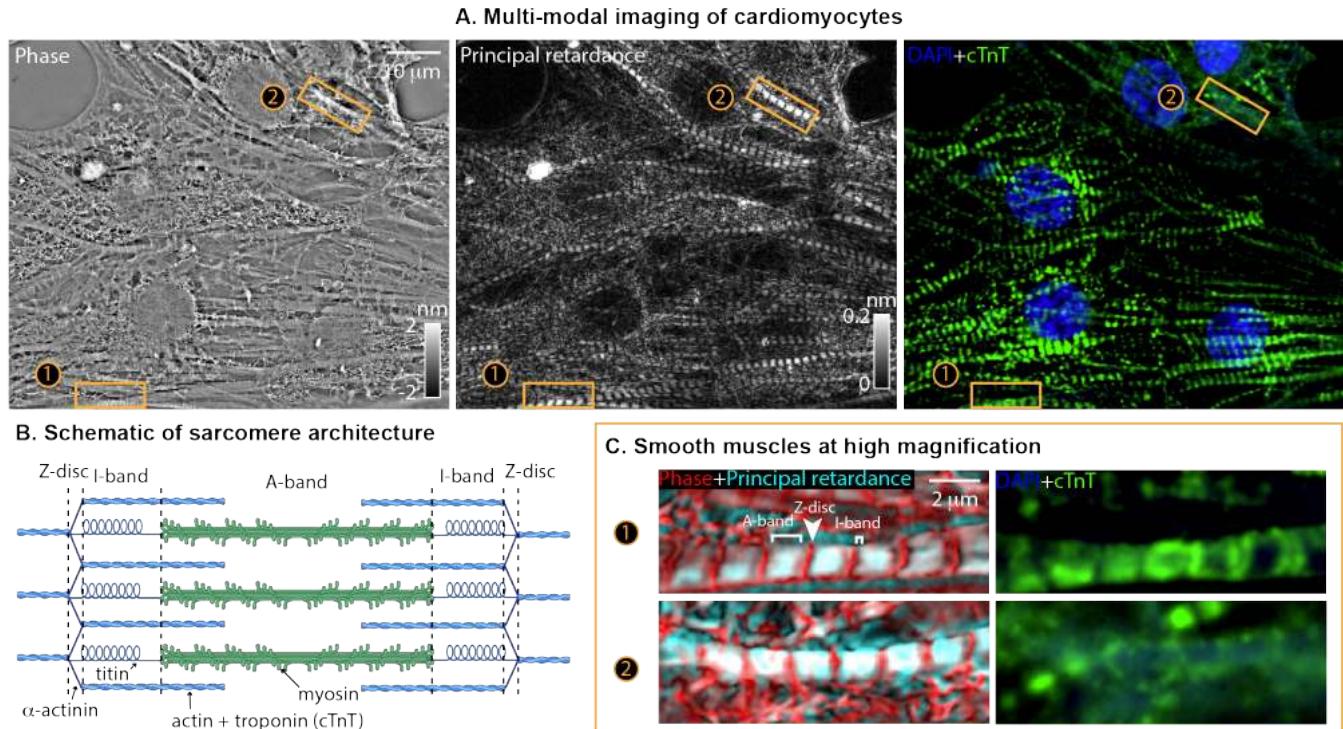 A. Multi-modal imaging of cardiomyocytes
Phase
10 μm
2
1
nm
2
-2
Principal retardance
2
1
nm
0.2
0
DAPI+cTnT
2
1
B. Schematic of sarcomere architecture
Z-disc I-band A-band I-band Z-disc
titin
α-actinin
myosin
actin + troponin (cTnT)
C. Smooth muscles at high magnification
Phase+Principal retardance
2 μm
DAPI+cTnT
A-band
Z-disc
I-band
1
2